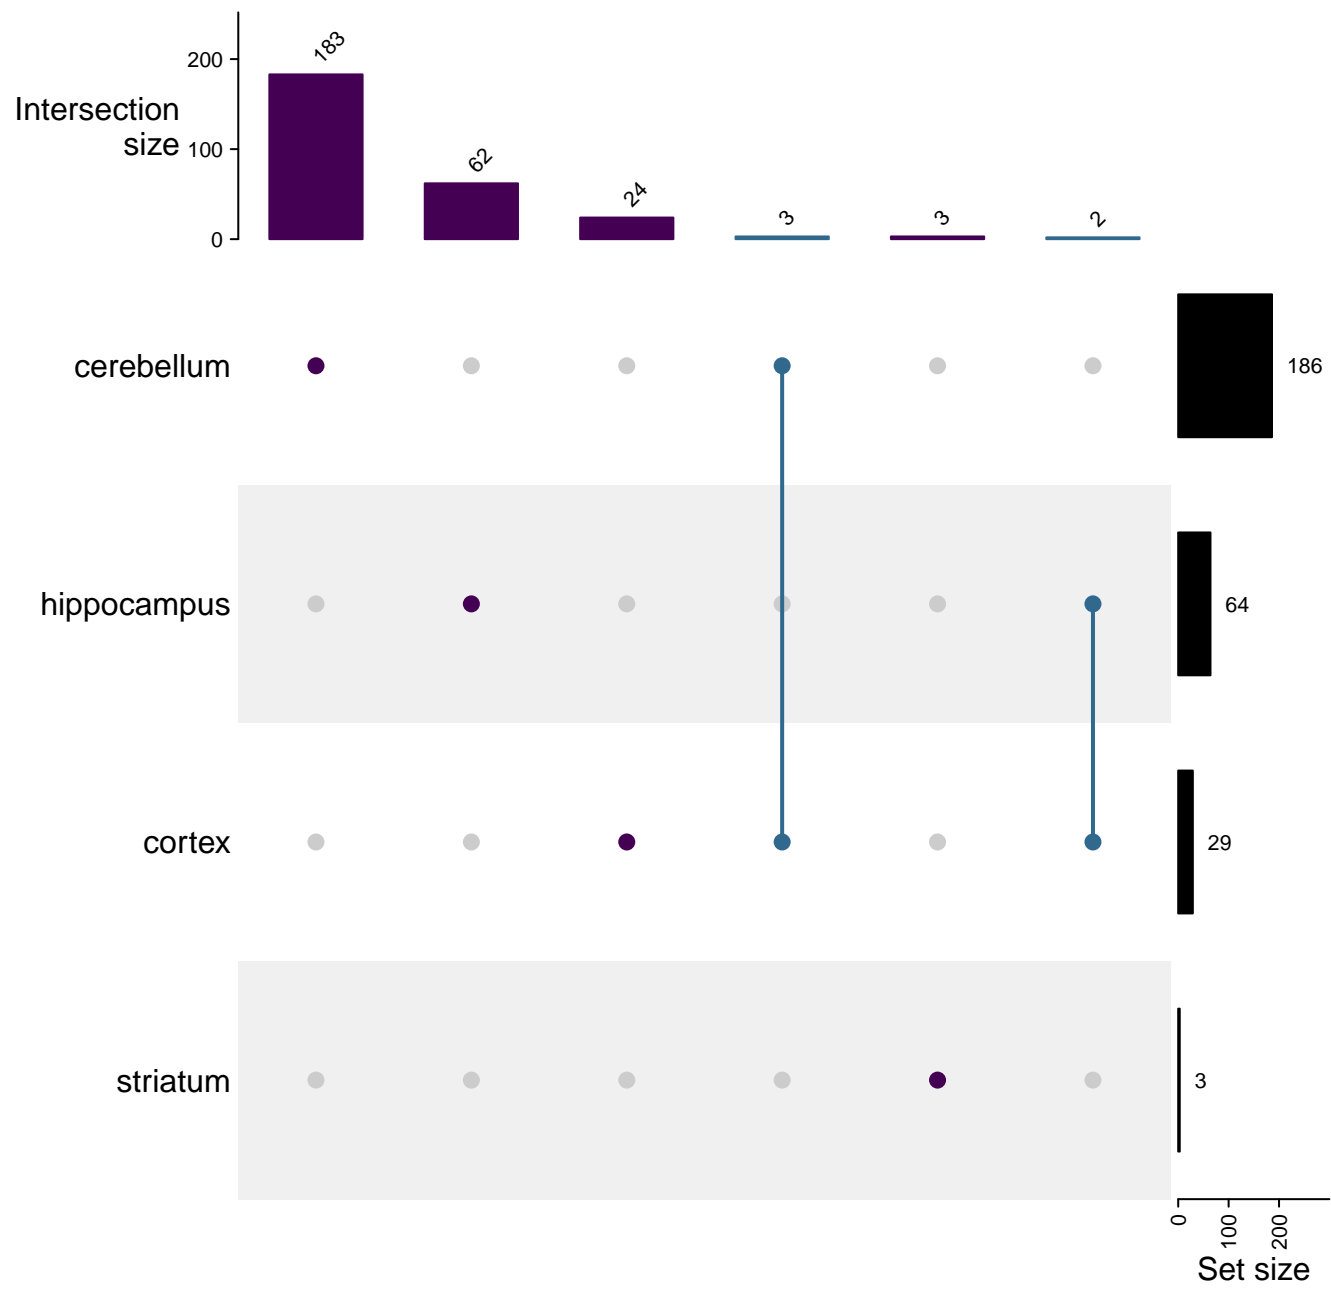 200
100
0
Intersection
size
183
62
24
3
3
2
cerebellum
186
hippocampus
64
cortex
29
striatum
3
0
100
200
Set size